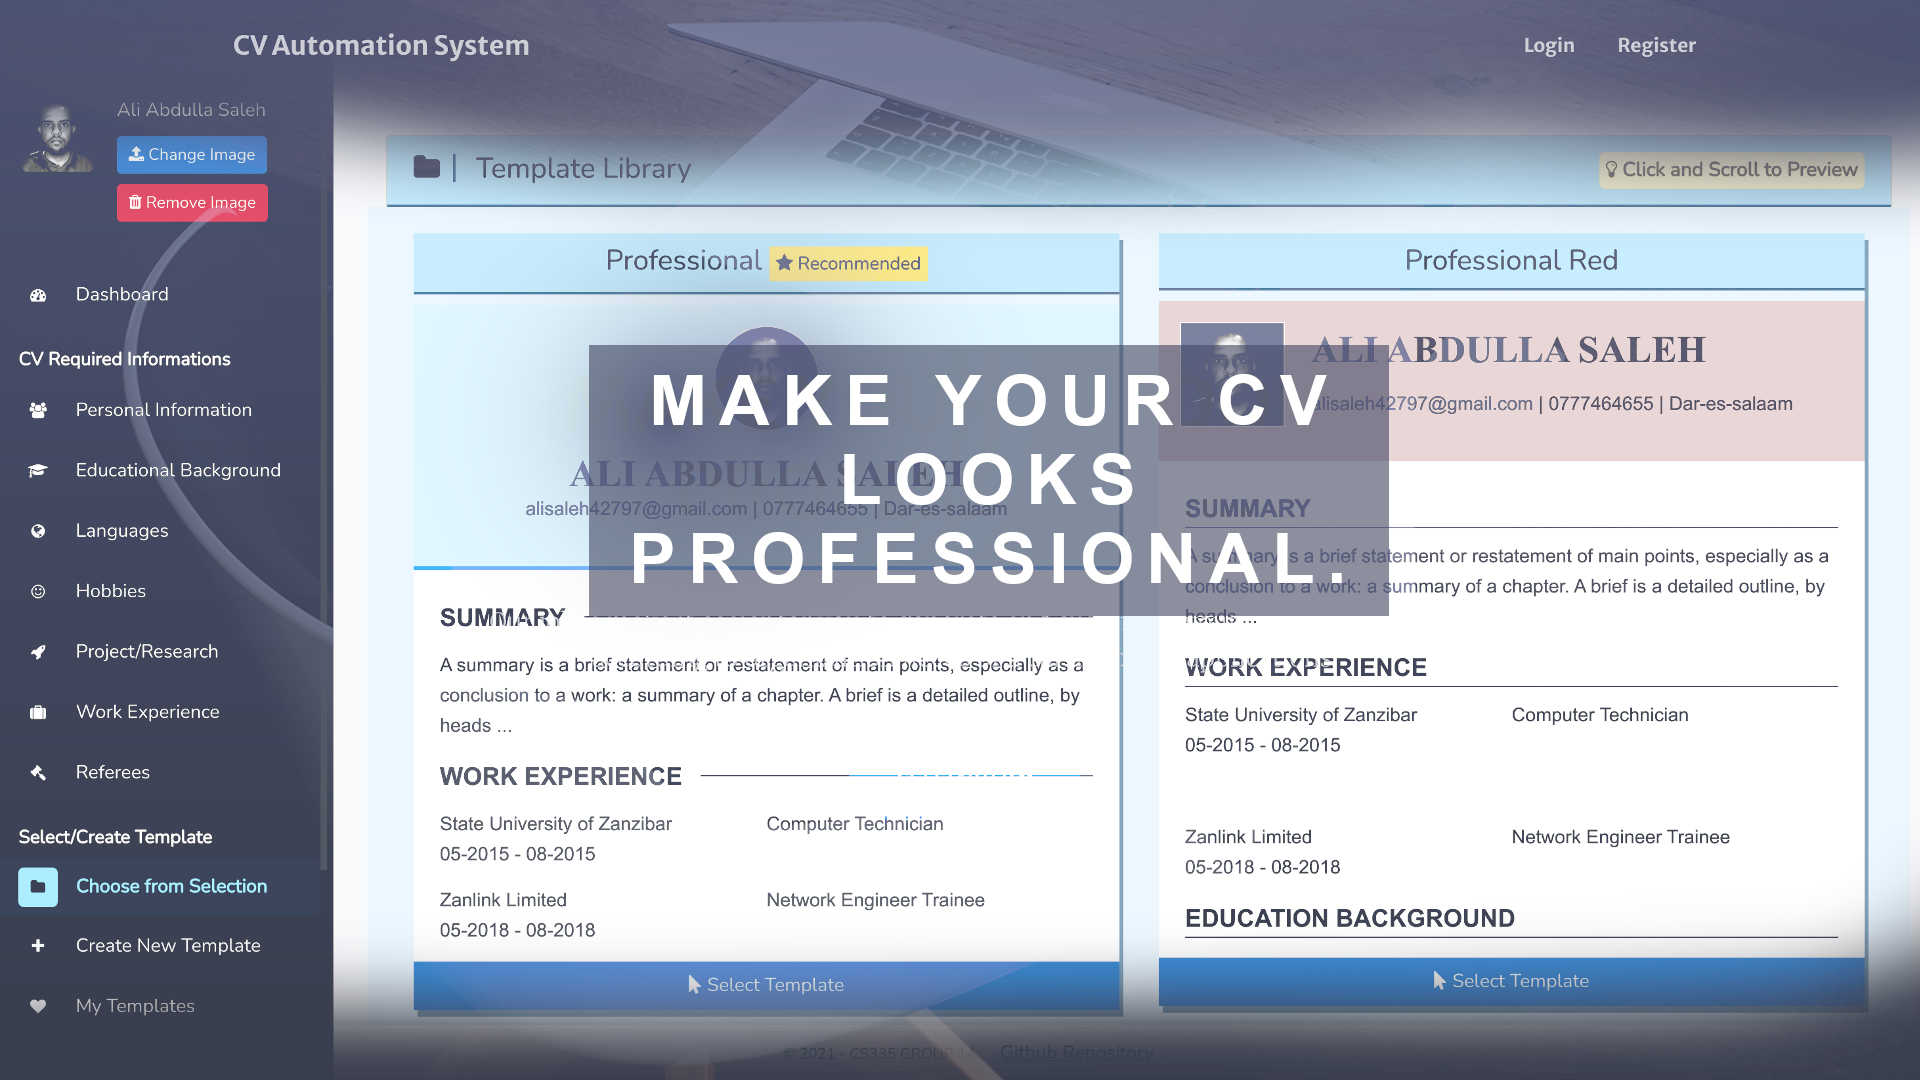 CV Automation System
Login
Register
Ali Abdulla Saleh
Change Image
Remove Image
Dashboard
CV Required Informations
Personal Information
Educational Background
Languages
Hobbies
Project/Research
Work Experience
Referees
Select/Create Template
Choose from Selection
Create New Template
My Templates
Template Library
Click and Scroll to Preview
Professional
Recommended
ALI ABDULLA SALEH
alisaleh42797@gmail.com | 0777464655 | Dar-es-salaam
MAKE YOUR CV
LOOKS
PROFESSIONAL.
SUMMARY
A summary is a brief statement or restatement of main points, especially as a
conclusion to a work: a summary of a chapter. A brief is a detailed outline, by
heads ...
WORK EXPERIENCE
State University of Zanzibar Computer Technician
05-2015 - 08-2015
Zanlink Limited Network Engineer Trainee
05-2018 - 08-2018
Select Template
Professional Red
ALI ABDULLA SALEH
alisaleh42797@gmail.com | 0777464655 | Dar-es-salaam
SUMMARY
A summary is a brief statement or restatement of main points, especially as a
conclusion to a work: a summary of a chapter. A brief is a detailed outline, by
heads ...
WORK EXPERIENCE
State University of Zanzibar Computer Technician
05-2015 - 08-2015
Zanlink Limited Network Engineer Trainee
05-2018 - 08-2018
EDUCATION BACKGROUND
Select Template
© 2021 - CS335 GROUP
Github Repository